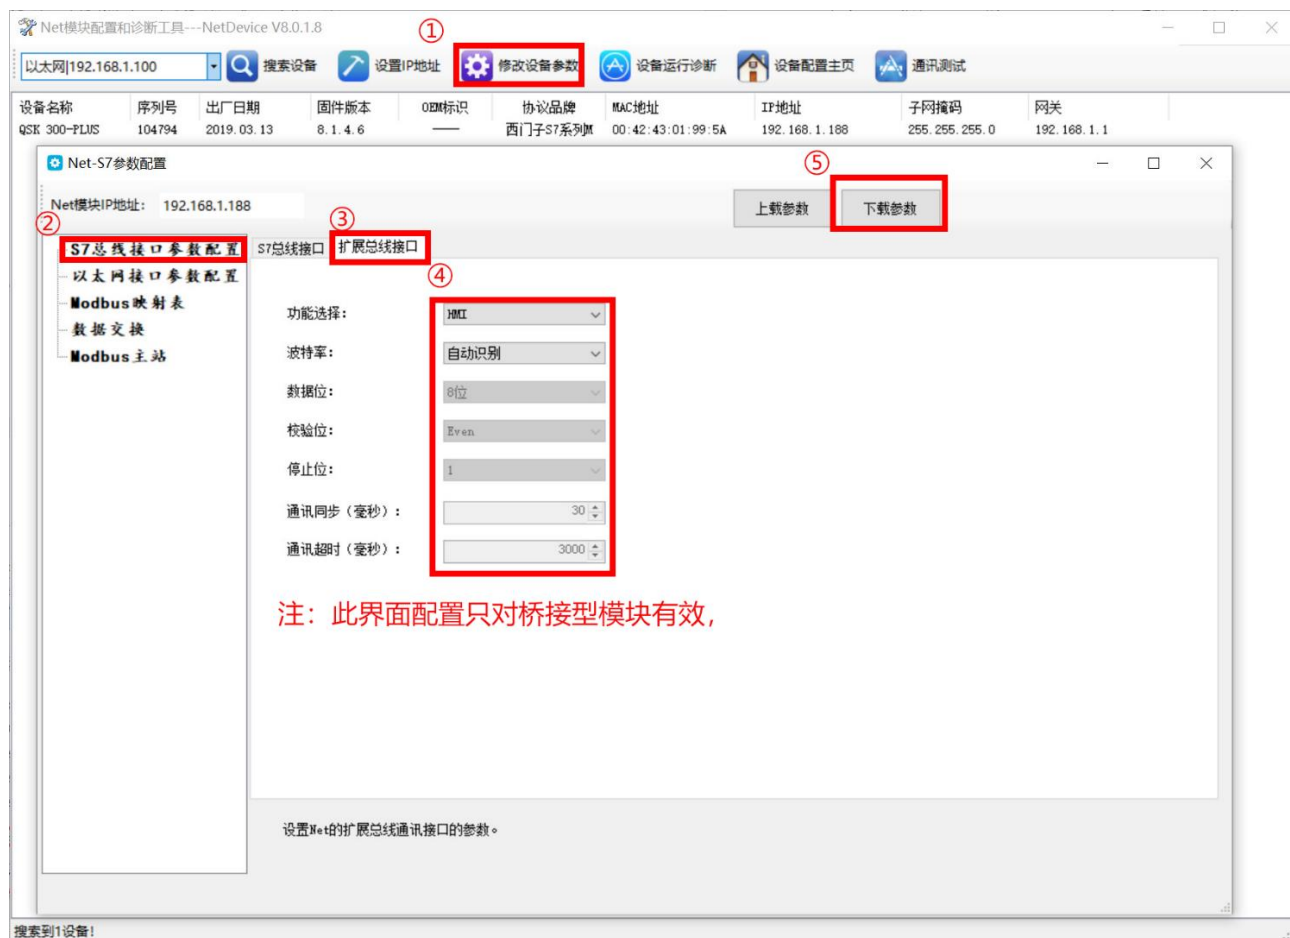 Net模块配置和诊断工具---NetDevice V8.0.1.8
①
以太网|192.168.1.100 搜索设备 设置IP地址 修改设备参数 设备运行诊断 设备配置主页 通讯测试
设备名称 序列号 出厂日期 固件版本 OEM标识 协议品牌 MAC地址 IP地址 子网掩码 网关
QSK 300-PLUS 104794 2019.03.13 8.1.4.6 —— 西门子S7系列M 00:42:43:01:99:5A 192.168.1.188 255.255.255.0 192.168.1.1
Net-S7参数配置
⑤
Net模块IP地址: 192.168.1.188 上载参数 下载参数
② ③
S7总线接口参数配置 S7总线接口 扩展总线接口
以太网接口参数配置
④
Modbus映射表
数据交换
Modbus主站
功能选择: HMI
波特率: 自动识别
数据位: 8位
校验位: Even
停止位: 1
通讯同步（毫秒）: 30
通讯超时（毫秒）: 3000
注：此界面配置只对桥接型模块有效，
设置Net的扩展总线通讯接口的参数。
搜索到1设备!